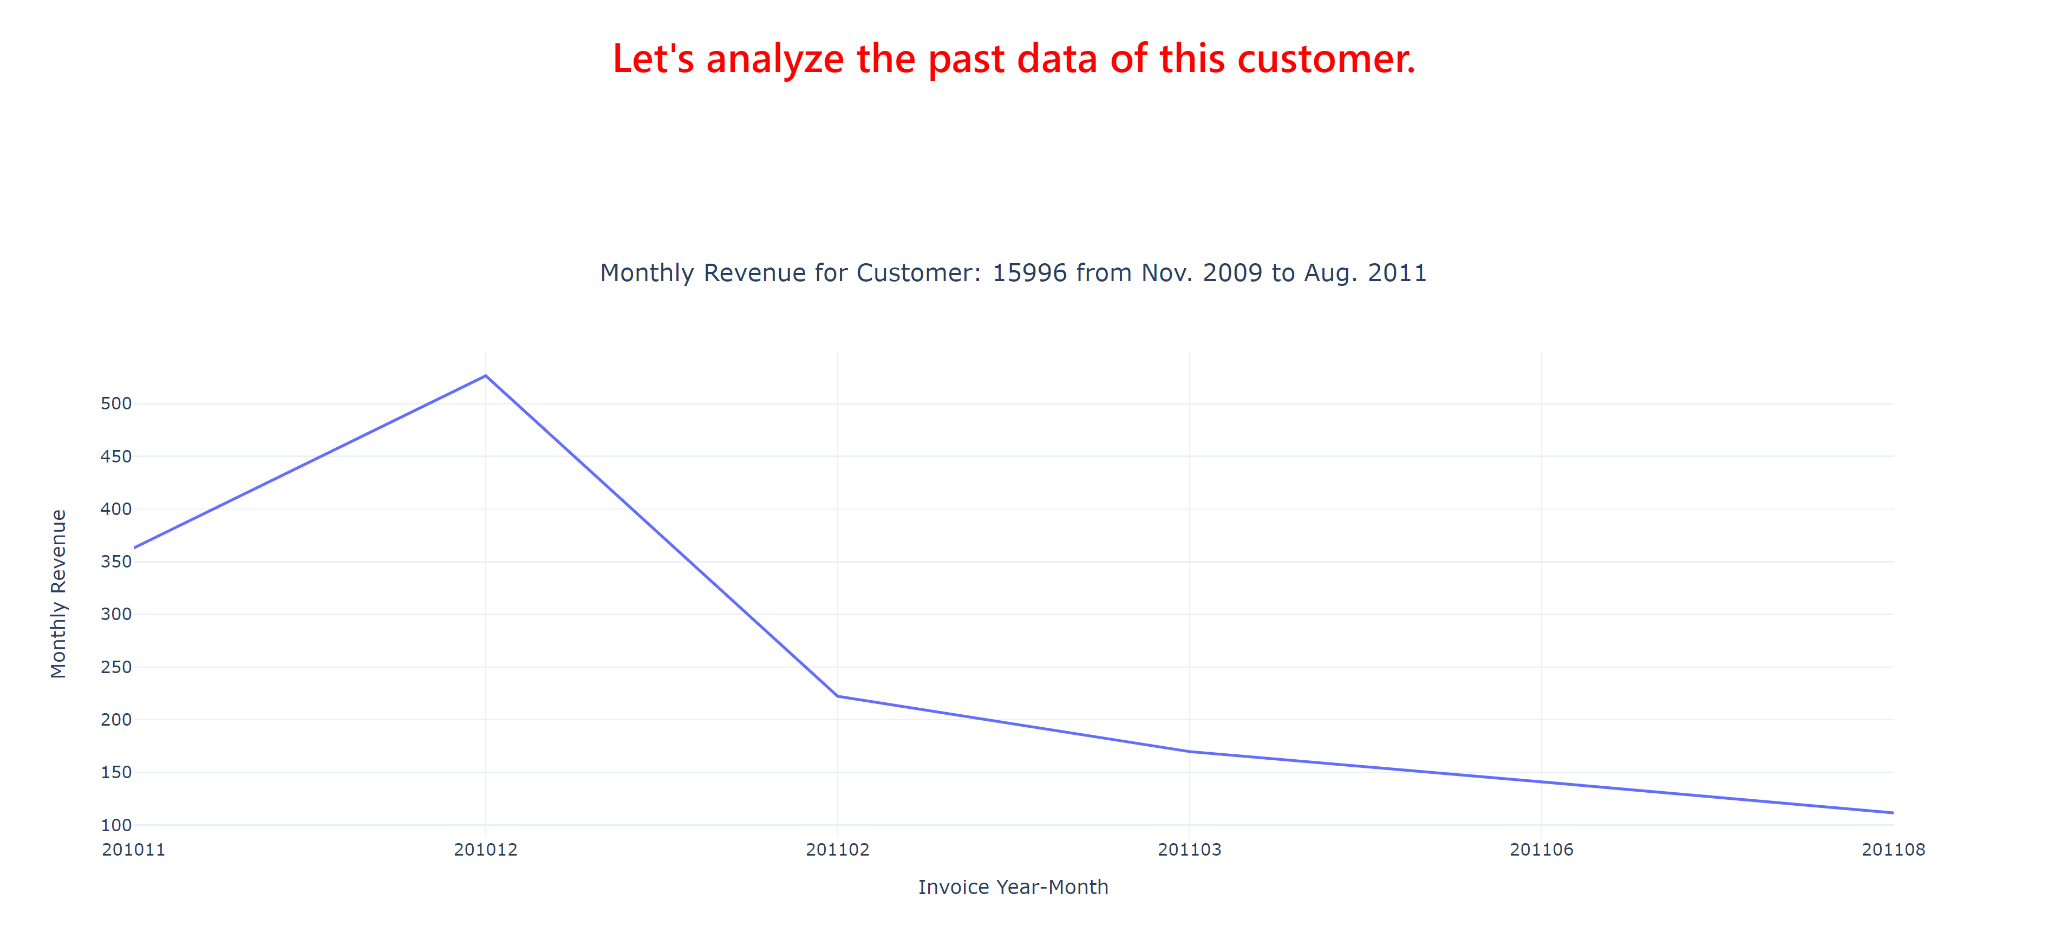 Let's analyze the past data of this customer.
Monthly Revenue for Customer: 15996 from Nov. 2009 to Aug. 2011
Monthly Revenue
500
450
400
350
300
250
200
150
100
201011 201012 201102 201103 201106 201108
Invoice Year-Month